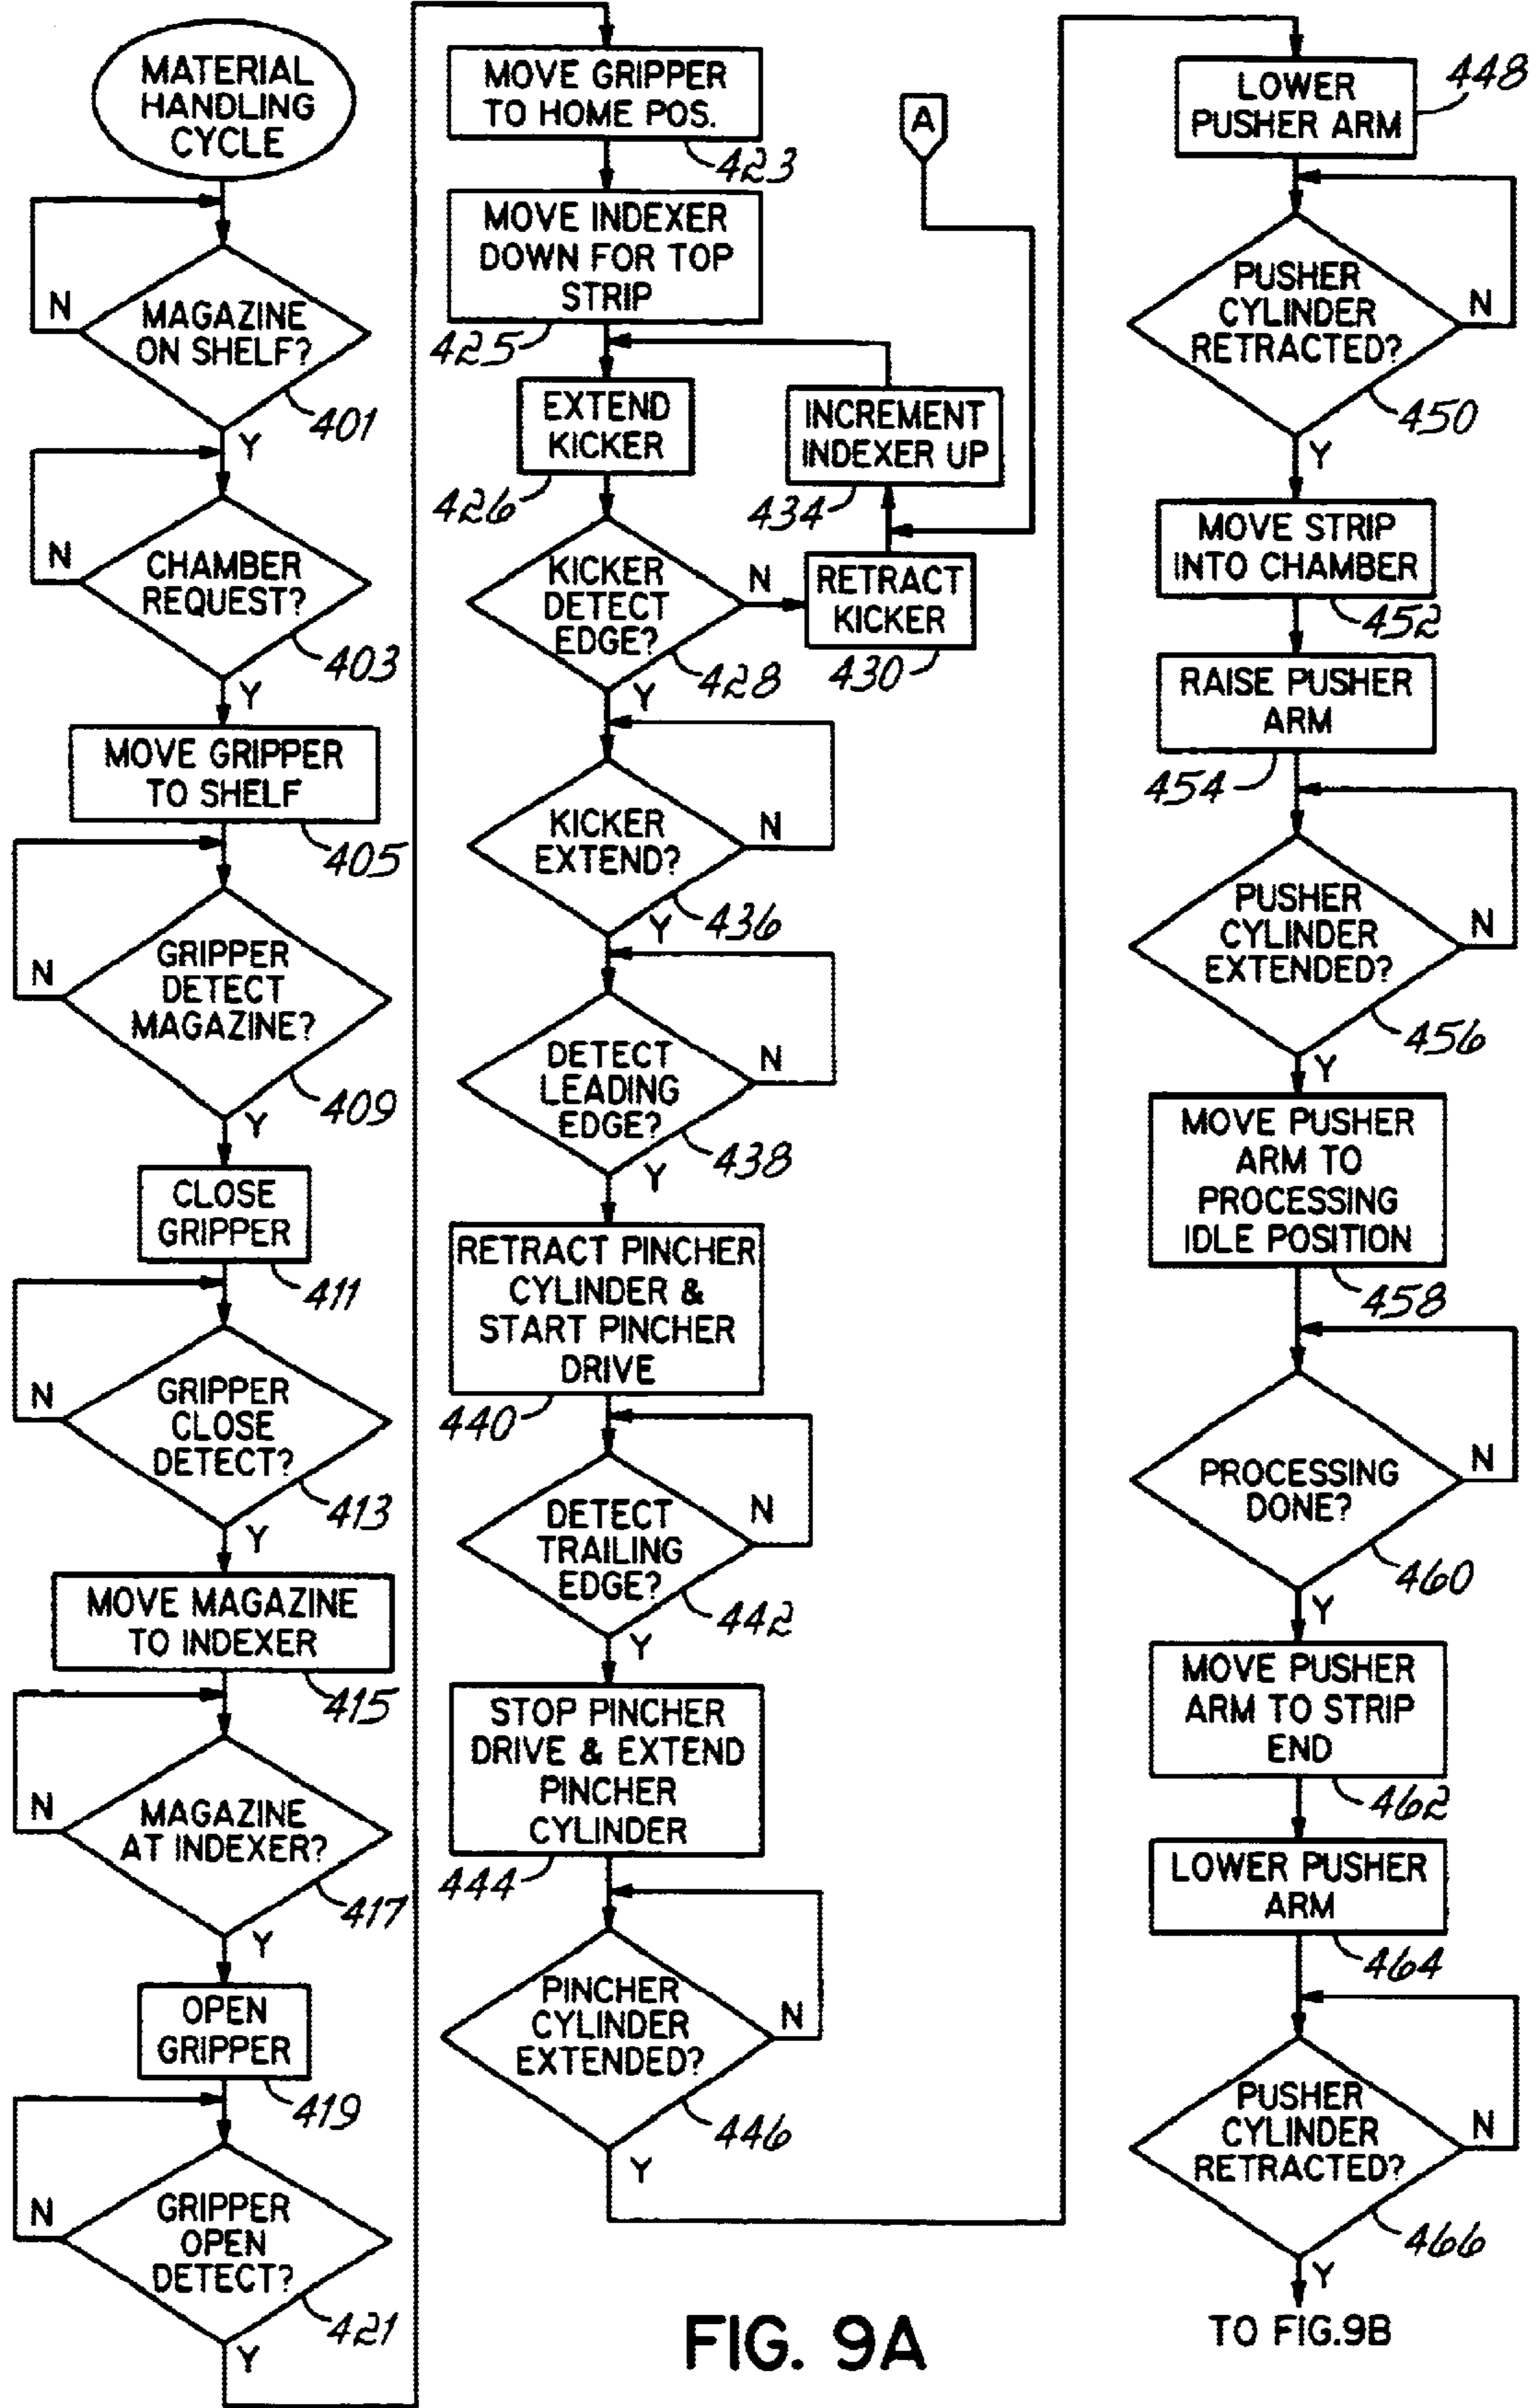 MATERIAL
HANDLING
CYCLE
MAGAZINE
ON SHELF?
N
401
Y
CHAMBER
REQUEST?
N
403
Y
MOVE GRIPPER
TO SHELF
405
GRIPPER
DETECT
MAGAZINE?
N
409
Y
CLOSE
GRIPPER
411
GRIPPER
CLOSE
DETECT?
N
413
Y
MOVE MAGAZINE
TO INDEXER
415
MAGAZINE
AT INDEXER?
N
417
Y
OPEN
GRIPPER
419
GRIPPER
OPEN
DETECT?
N
421
Y
MOVE GRIPPER
TO HOME POS.
423
MOVE INDEXER
DOWN FOR TOP
STRIP
425
EXTEND
KICKER
426
KICKER
DETECT
EDGE?
N
428
Y
RETRACT
KICKER
430
INCREMENT
INDEXER UP
434
A
KICKER
EXTEND?
N
436
Y
DETECT
LEADING
EDGE?
N
438
Y
RETRACT PINCHER
CYLINDER &
START PINCHER
DRIVE
440
DETECT
TRAILING
EDGE?
N
442
Y
STOP PINCHER
DRIVE & EXTEND
PINCHER
CYLINDER
444
PINCHER
CYLINDER
EXTENDED?
N
446
Y
LOWER
PUSHER ARM
448
PUSHER
CYLINDER
RETRACTED?
N
450
Y
MOVE STRIP
INTO CHAMBER
452
RAISE PUSHER
ARM
454
PUSHER
CYLINDER
EXTENDED?
N
456
Y
MOVE PUSHER
ARM TO
PROCESSING
IDLE POSITION
458
PROCESSING
DONE?
N
460
Y
MOVE PUSHER
ARM TO STRIP
END
462
LOWER PUSHER
ARM
464
PUSHER
CYLINDER
RETRACTED?
N
466
Y
TO FIG.9B
FIG. 9A